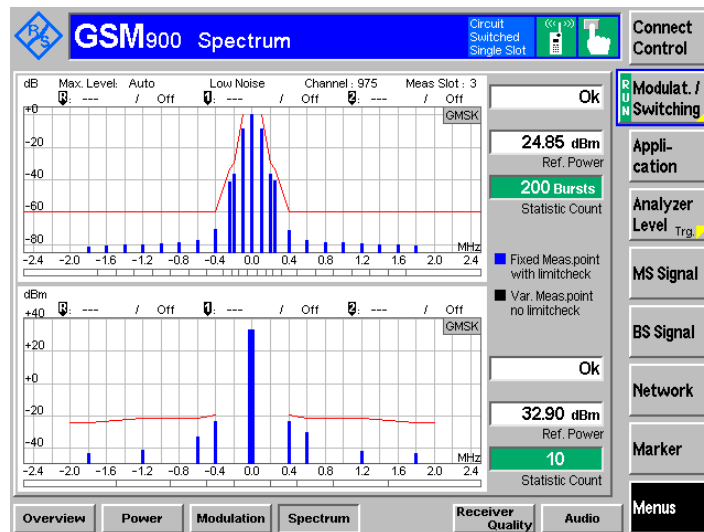 R S
GSM900 Spectrum
Circuit
Switched
Single Slot
Connect
Control
dB Max. Level: Auto Low Noise Channel : 975 Meas Slot : 3
R: --- / Off 1: --- / Off 2: --- / Off
GMSK
+0
-20
-40
-60
-80
MHz
-2.4 -2.0 -1.6 -1.2 -0.8 -0.4 0.0 0.4 0.8 1.2 1.6 2.0 2.4
Ok
24.85 dBm
Ref. Power
200 Bursts
Statistic Count
Fixed Meas.point
with limitcheck
Var. Meas.point
no limitcheck
dBm
R: --- / Off 1: --- / Off 2: --- / Off
GMSK
+40
+20
+0
-20
-40
MHz
-2.4 -2.0 -1.6 -1.2 -0.8 -0.4 0.0 0.4 0.8 1.2 1.6 2.0 2.4
Ok
32.90 dBm
Ref. Power
10
Statistic Count
RUN
Modulat. /
Switching
Appli-
cation
Analyzer
Level Trg.
MS Signal
BS Signal
Network
Marker
Menus
Overview Power Modulation Spectrum Receiver Quality Audio